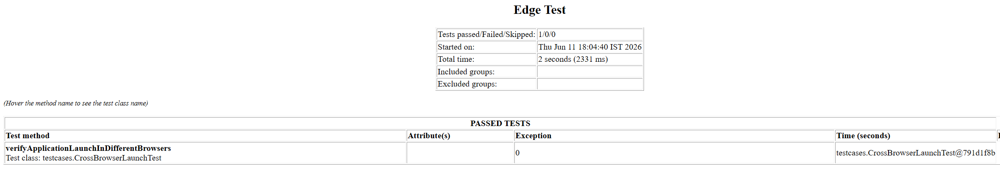 Edge Test
Tests passed/Failed/Skipped: 1/0/0
Started on: Thu Jun 11 18:04:40 IST 2026
Total time: 2 seconds (2331 ms)
Included groups:
Excluded groups:
(Hover the method name to see the test class name)
PASSED TESTS
Test method Attribute(s) Exception Time (seconds)
verifyApplicationLaunchInDifferentBrowsers
Test class: testcases.CrossBrowserLaunchTest 0 testcases.CrossBrowserLaunchTest@791d1f8b